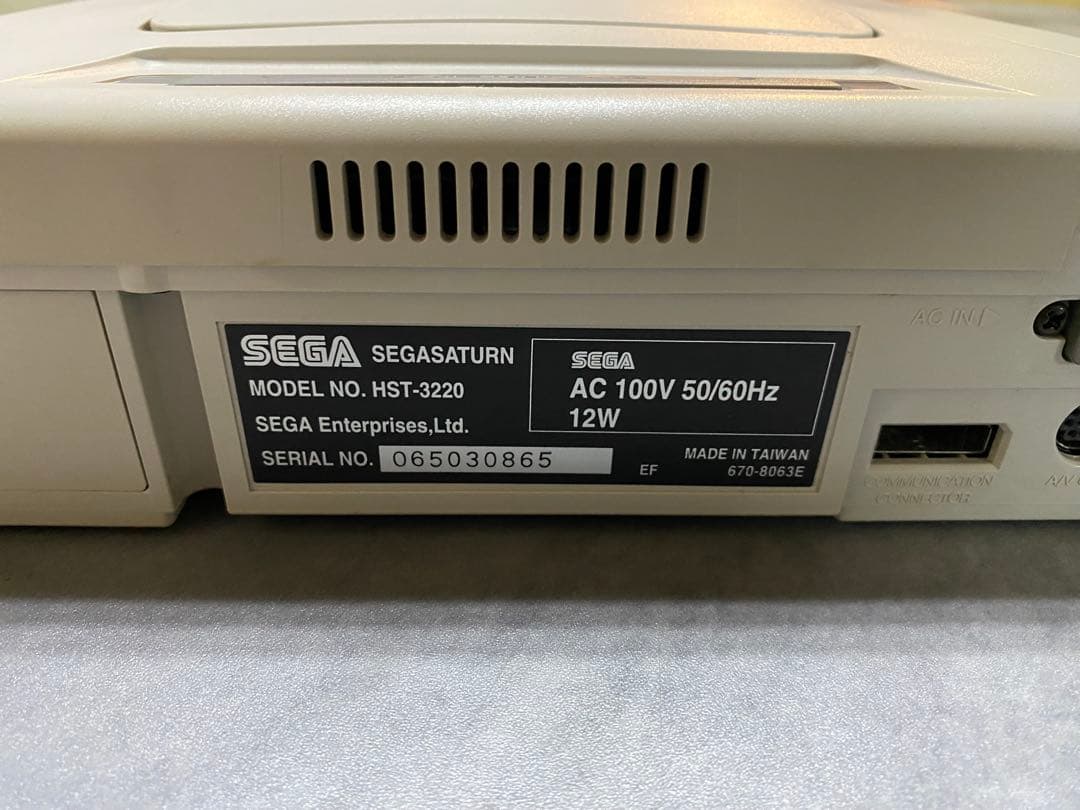 AC IN
SEGA SEGASATURN
MODEL NO. HST-3220
SEGA Enterprises,Ltd.
SERIAL NO. 065030865
EF
SEGA
AC 100V 50/60Hz
12W
MADE IN TAIWAN
670-8063E
COMMUNICATION
CONNECTOR
A/V